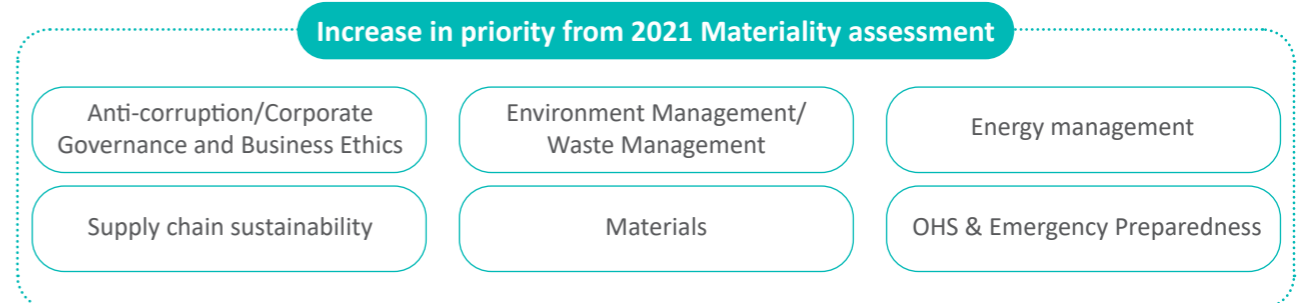 Increase in priority from 2021 Materiality assessment
Anti-corruption/Corporate
Governance and Business Ethics
Environment Management/
Waste Management
Energy management
Supply chain sustainability
Materials
OHS & Emergency Preparedness